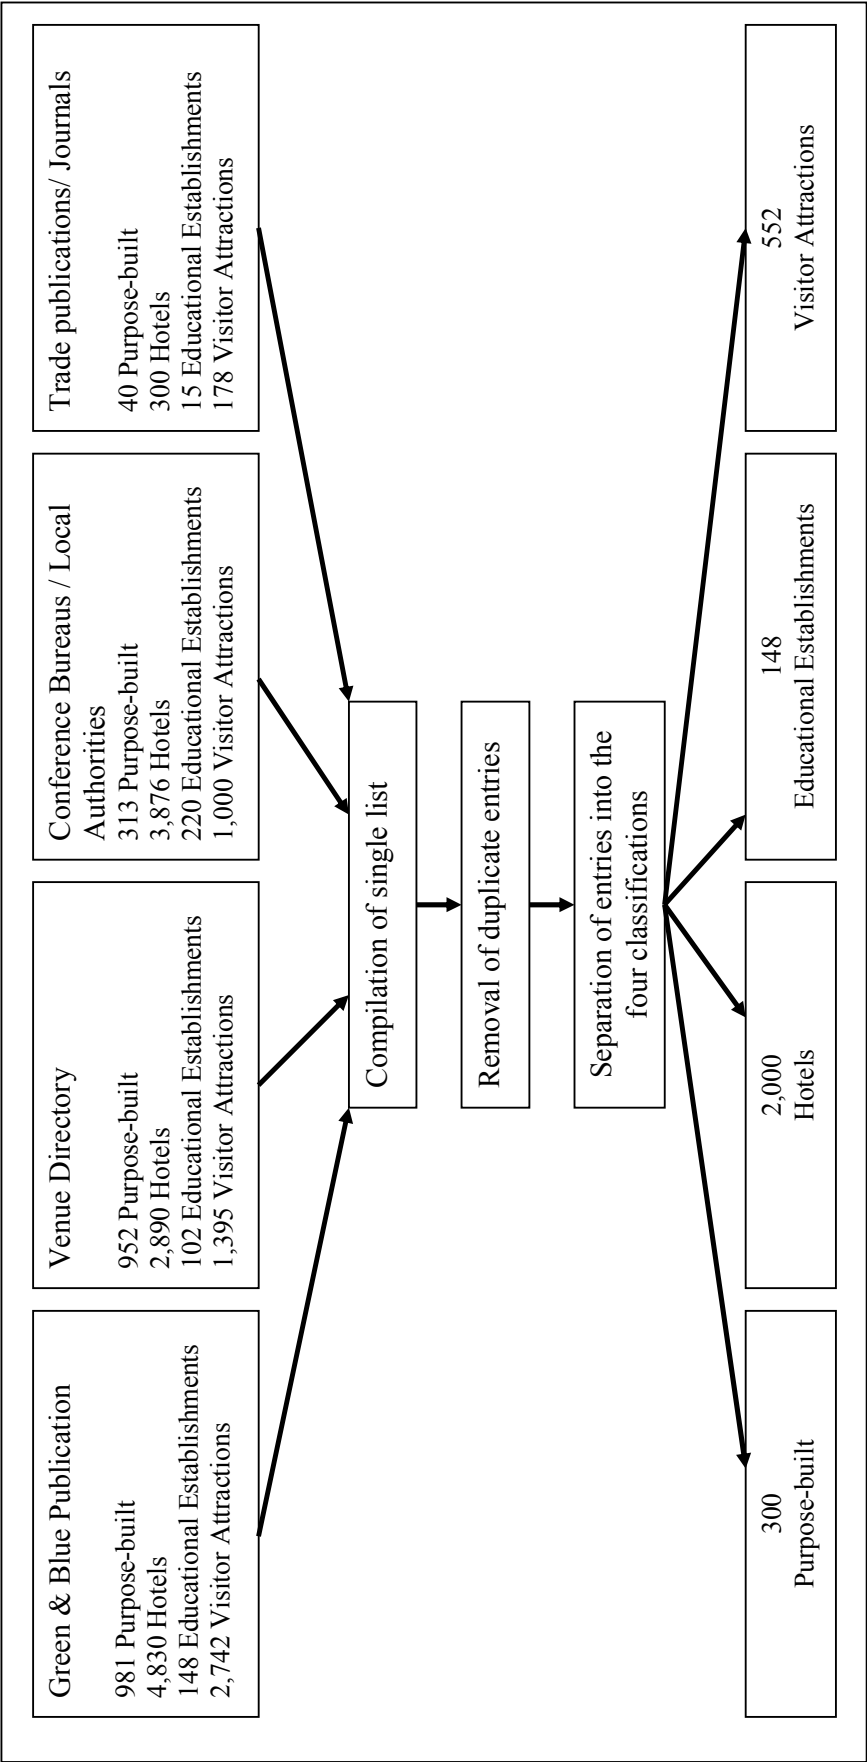 Green & Blue Publication
981 Purpose-built
4,830 Hotels
148 Educational Establishments
2,742 Visitor Attractions
Venue Directory
952 Purpose-built
2,890 Hotels
102 Educational Establishments
1,395 Visitor Attractions
Conference Bureaus / Local
Authorities
313 Purpose-built
3,876 Hotels
220 Educational Establishments
1,000 Visitor Attractions
Trade publications/ Journals
40 Purpose-built
300 Hotels
15 Educational Establishments
178 Visitor Attractions
Compilation of single list
Removal of duplicate entries
Separation of entries into the
four classifications
300
Purpose-built
2,000
Hotels
148
Educational Establishments
552
Visitor Attractions